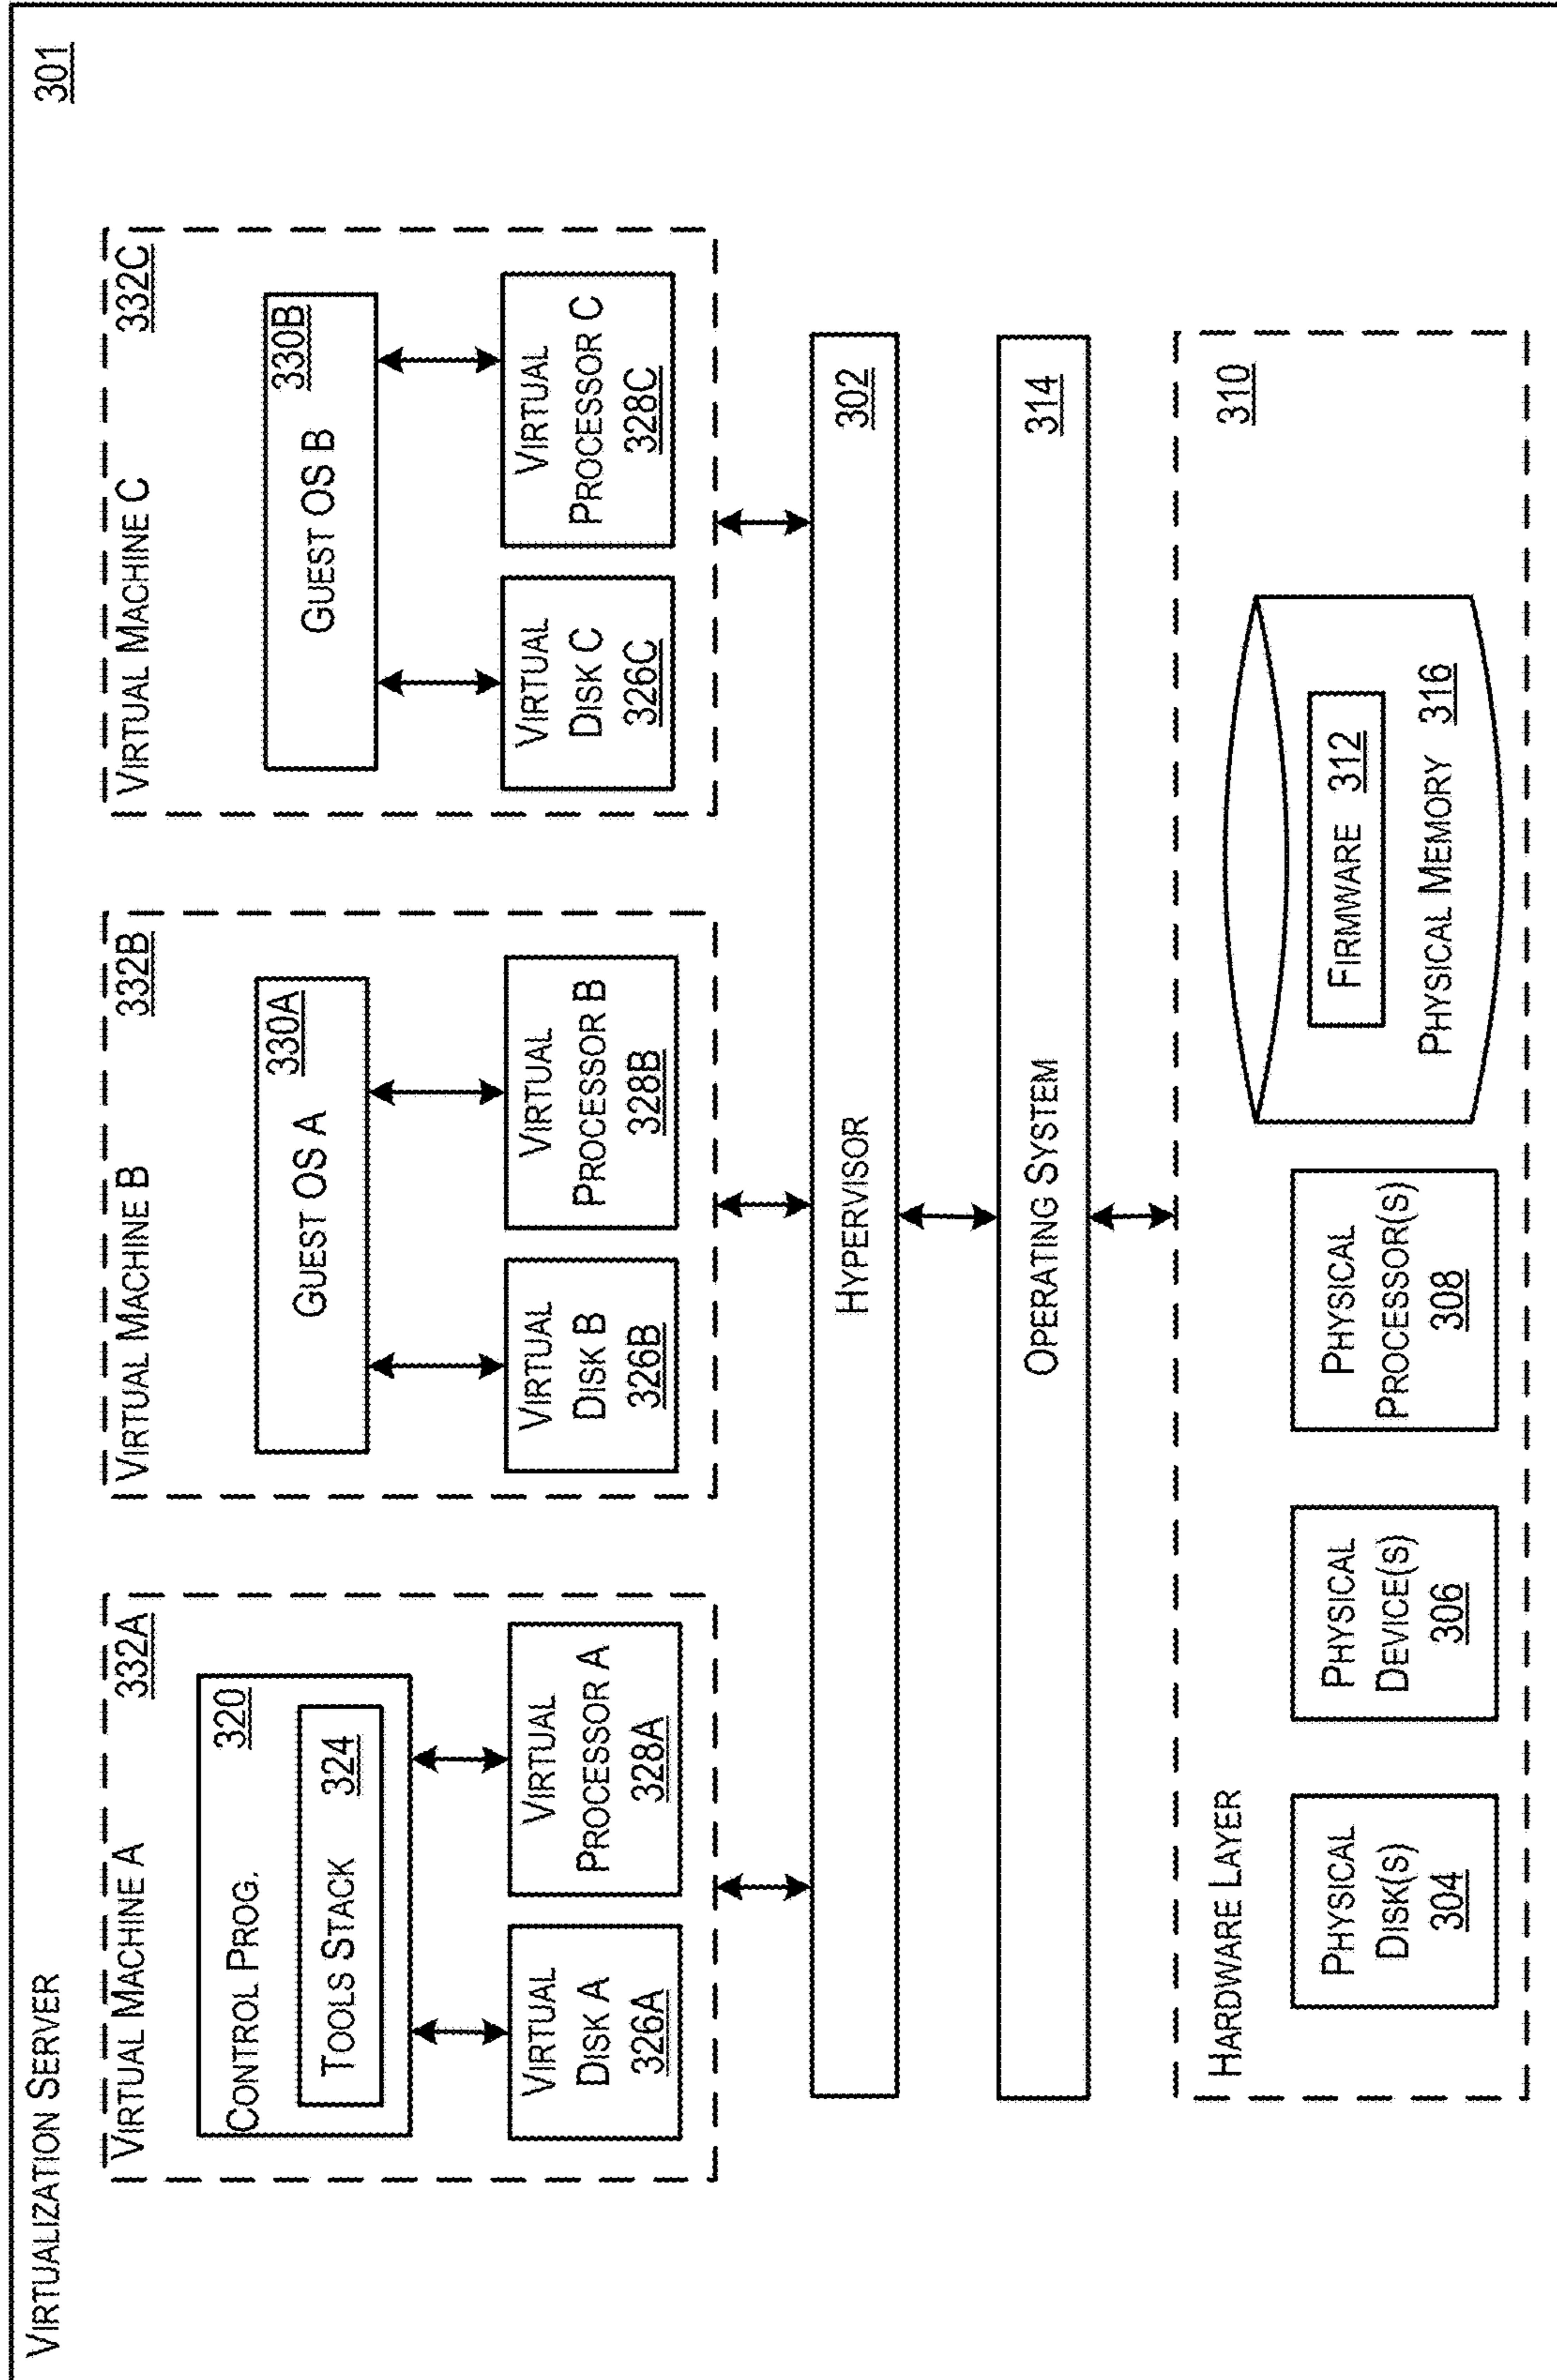 VIRTUALIZATION SERVER
301
VIRTUAL MACHINE A
332A
CONTROL PROG.
320
TOOLS STACK 324
VIRTUAL
DISK A
326A
VIRTUAL
PROCESSOR A
328A
VIRTUAL MACHINE B
332B
GUEST OS A
330A
VIRTUAL
DISK B
326B
VIRTUAL
PROCESSOR B
328B
VIRTUAL MACHINE C
332C
GUEST OS B
330B
VIRTUAL
DISK C
326C
VIRTUAL
PROCESSOR C
328C
HYPERVISOR
302
OPERATING SYSTEM
314
HARDWARE LAYER
310
PHYSICAL
DISK(S)
304
PHYSICAL
DEVICE(S)
306
PHYSICAL
PROCESSOR(S)
308
FIRMWARE 312
PHYSICAL MEMORY 316